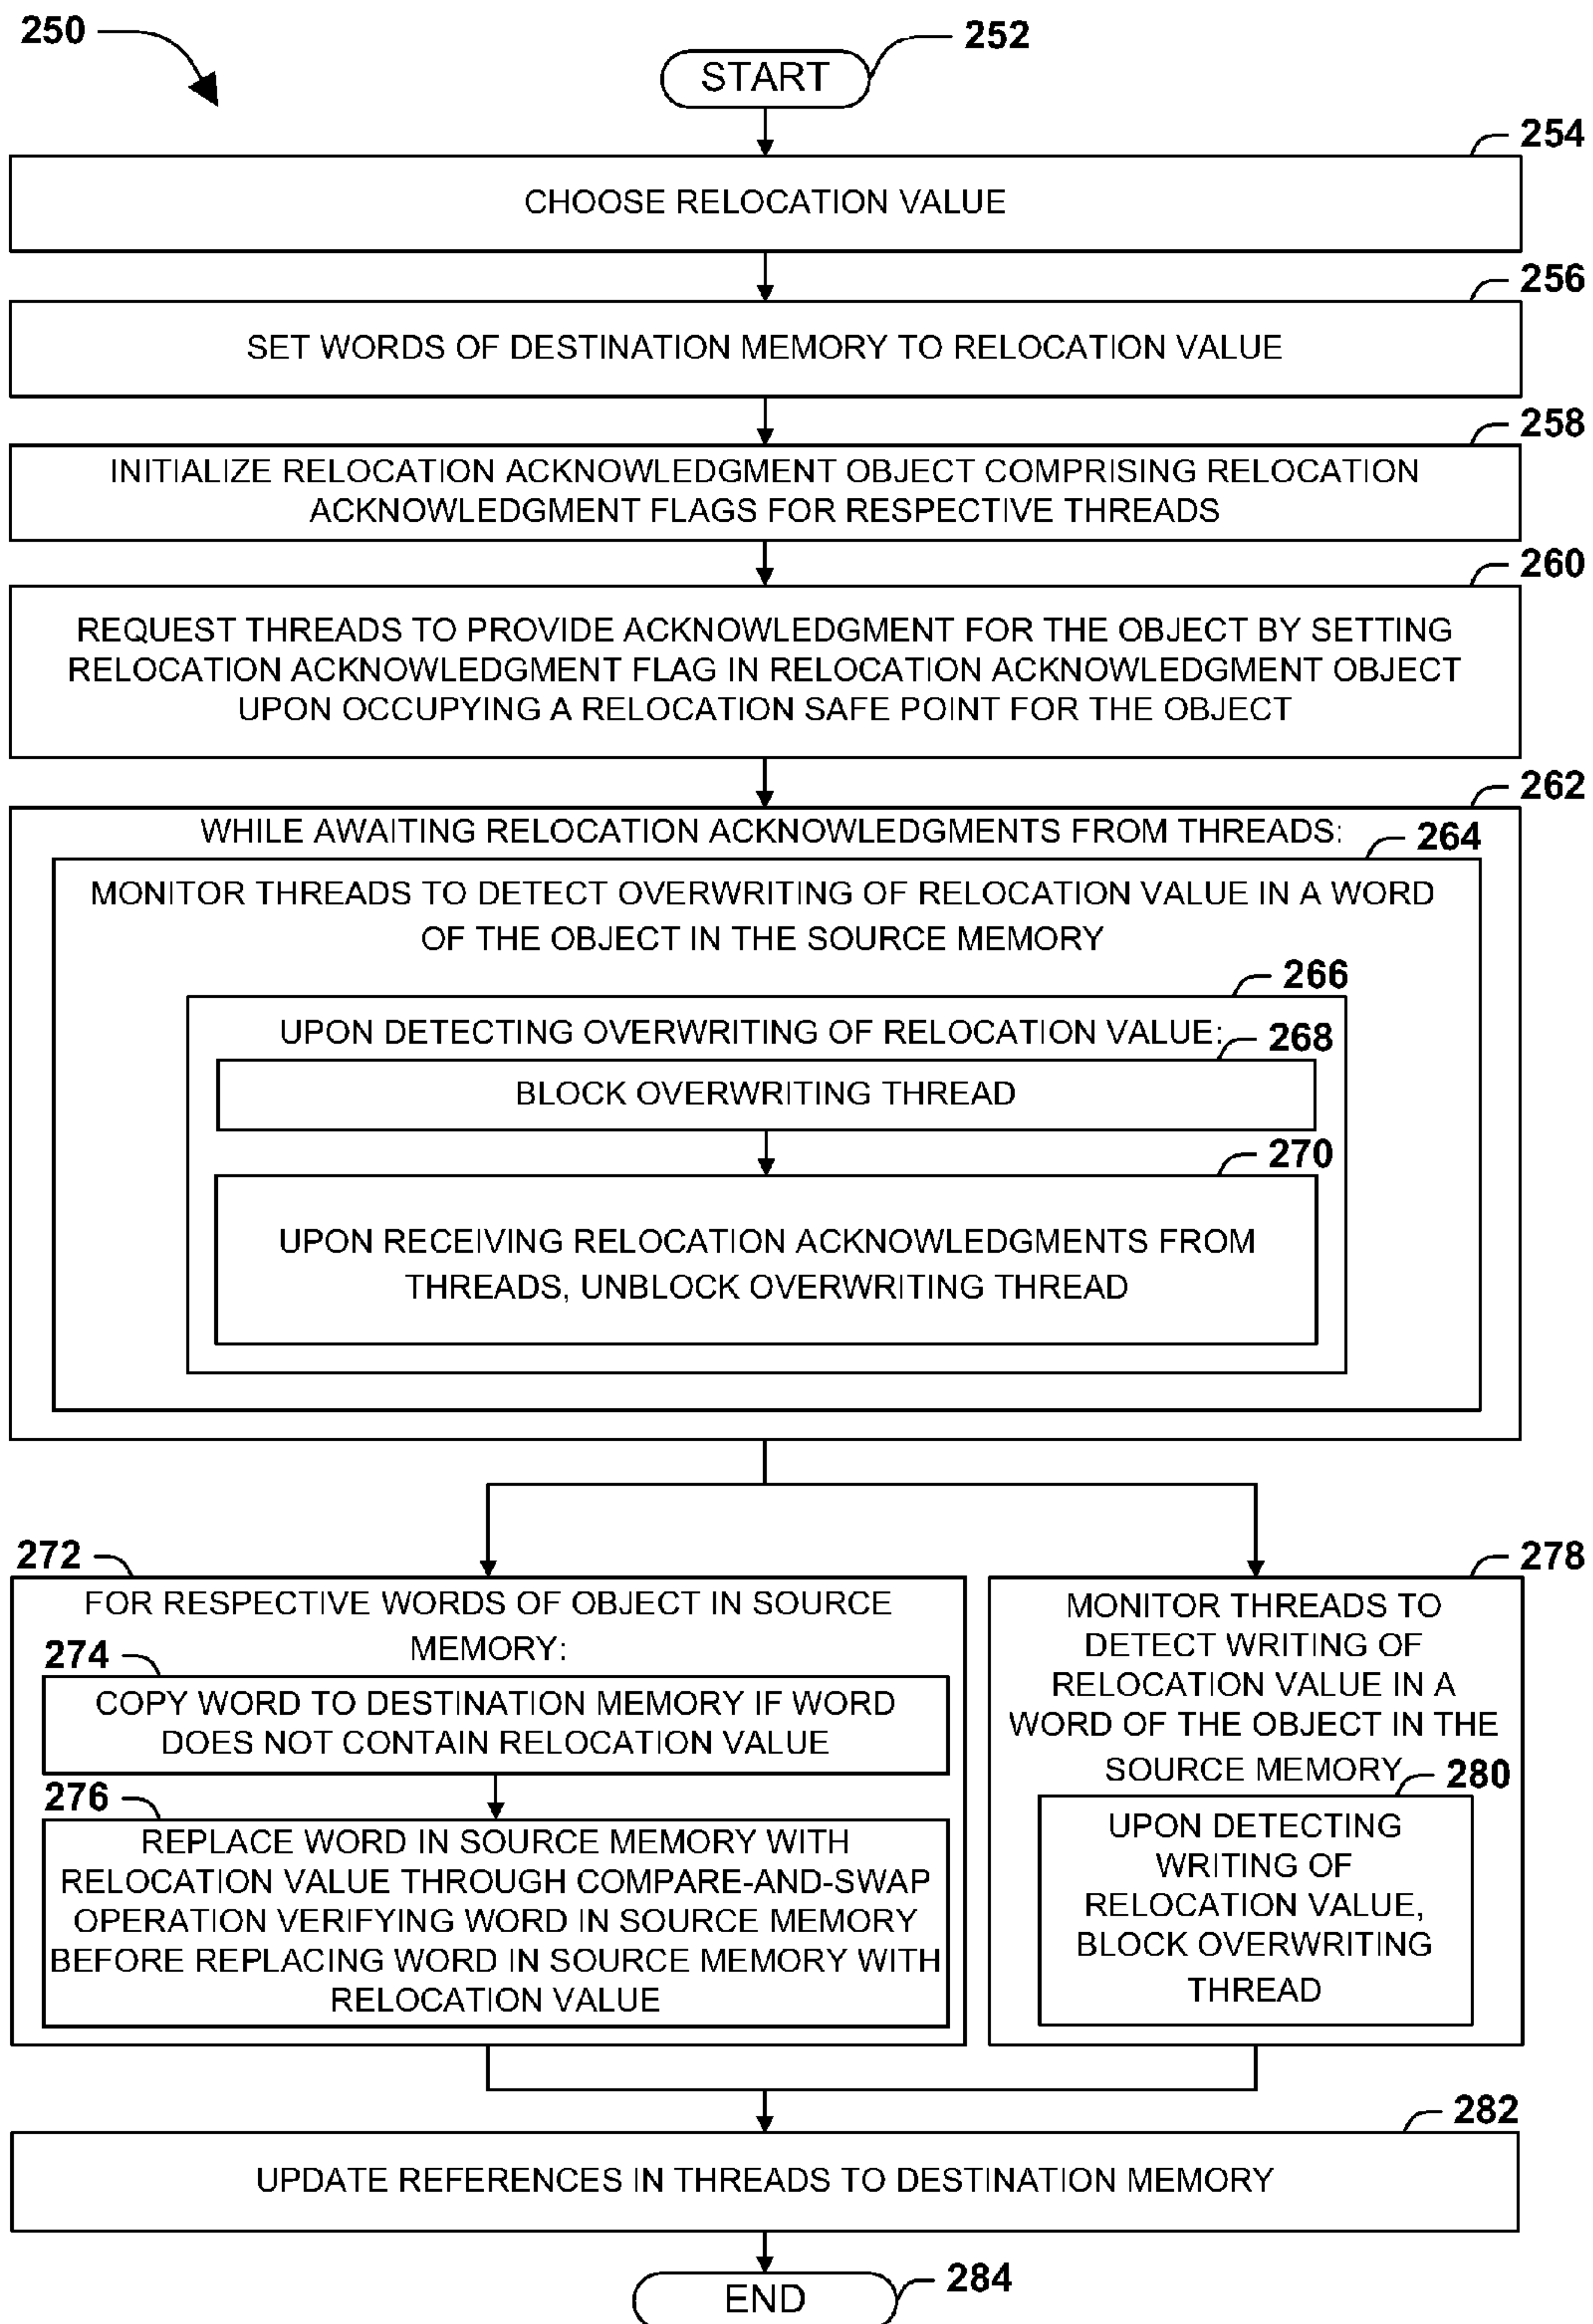 250
252
START
254
CHOOSE RELOCATION VALUE
256
SET WORDS OF DESTINATION MEMORY TO RELOCATION VALUE
258
INITIALIZE RELOCATION ACKNOWLEDGMENT OBJECT COMPRISING RELOCATION
ACKNOWLEDGMENT FLAGS FOR RESPECTIVE THREADS
260
REQUEST THREADS TO PROVIDE ACKNOWLEDGMENT FOR THE OBJECT BY SETTING
RELOCATION ACKNOWLEDGMENT FLAG IN RELOCATION ACKNOWLEDGMENT OBJECT
UPON OCCUPYING A RELOCATION SAFE POINT FOR THE OBJECT
262
WHILE AWAITING RELOCATION ACKNOWLEDGMENTS FROM THREADS:
264
MONITOR THREADS TO DETECT OVERWRITING OF RELOCATION VALUE IN A WORD
OF THE OBJECT IN THE SOURCE MEMORY
266
UPON DETECTING OVERWRITING OF RELOCATION VALUE:
268
BLOCK OVERWRITING THREAD
270
UPON RECEIVING RELOCATION ACKNOWLEDGMENTS FROM
THREADS, UNBLOCK OVERWRITING THREAD
272
FOR RESPECTIVE WORDS OF OBJECT IN SOURCE
MEMORY:
274
COPY WORD TO DESTINATION MEMORY IF WORD
DOES NOT CONTAIN RELOCATION VALUE
276
REPLACE WORD IN SOURCE MEMORY WITH
RELOCATION VALUE THROUGH COMPARE-AND-SWAP
OPERATION VERIFYING WORD IN SOURCE MEMORY
BEFORE REPLACING WORD IN SOURCE MEMORY WITH
RELOCATION VALUE
278
MONITOR THREADS TO
DETECT WRITING OF
RELOCATION VALUE IN A
WORD OF THE OBJECT IN THE
SOURCE MEMORY
280
UPON DETECTING
WRITING OF
RELOCATION VALUE,
BLOCK OVERWRITING
THREAD
282
UPDATE REFERENCES IN THREADS TO DESTINATION MEMORY
END
284